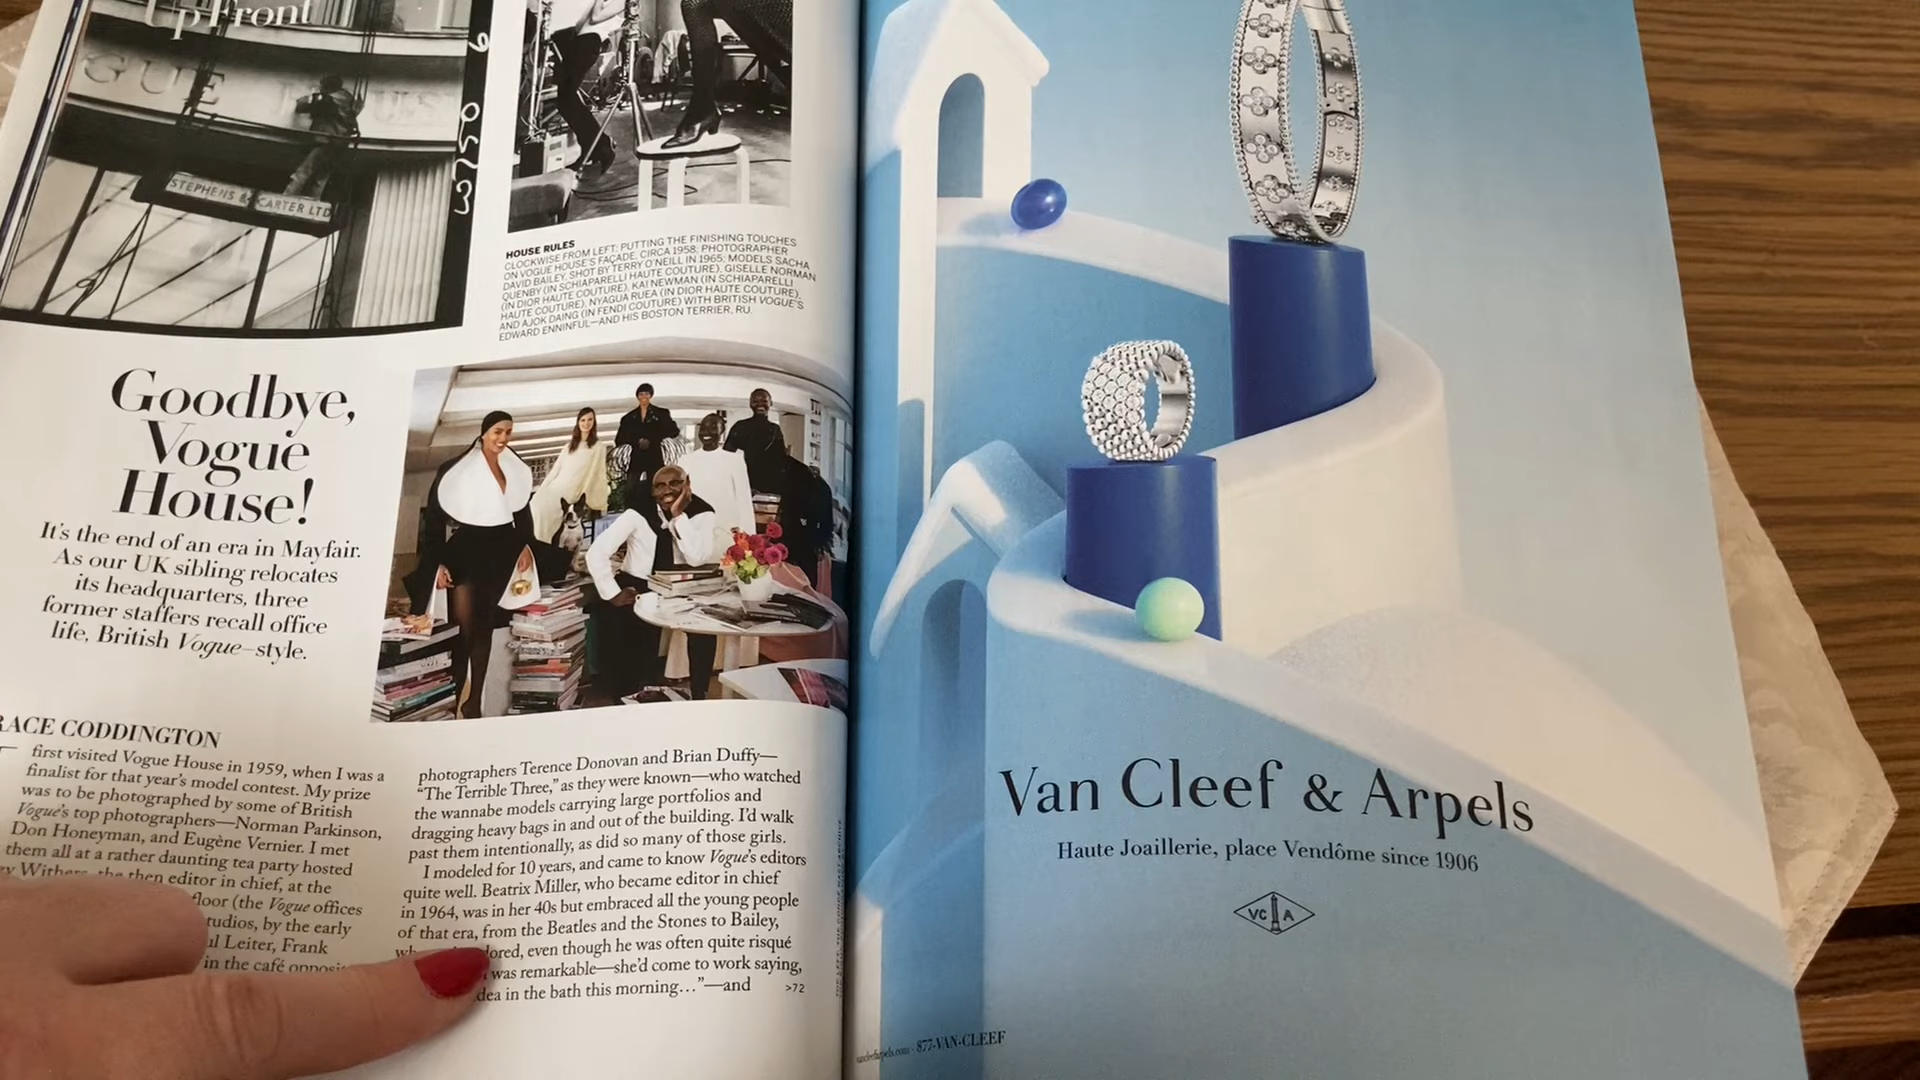 Up Front
GUE
STEPHENS & CARTER LTD
W750 6
HOUSE RULES
CLOCKWISE FROM LEFT: PUTTING THE FINISHING TOUCHES
ON VOGUE HOUSE'S FAÇADE, CIRCA 1958; PHOTOGRAPHER
DAVID BAILEY, SHOT BY TERRY O'NEILL IN 1965; MODELS SACHA
QUENBY (IN SCHIAPARELLI HAUTE COUTURE), GISELLE NORMAN
(IN DIOR HAUTE COUTURE), KAI NEWMAN (IN SCHIAPARELLI
HAUTE COUTURE), NYAGUA RUEA (IN DIOR HAUTE COUTURE),
AND AJOK DAING (IN FENDI COUTURE) WITH BRITISH VOGUE'S
EDWARD ENNINFUL—AND HIS BOSTON TERRIER, RU.
Goodbye,
Vogue
House!
It's the end of an era in Mayfair.
As our UK sibling relocates
its headquarters, three
former staffers recall office
life, British Vogue–style.
RACE CODDINGTON
first visited Vogue House in 1959, when I was a
finalist for that year's model contest. My prize
was to be photographed by some of British
Vogue's top photographers—Norman Parkinson,
Don Honeyman, and Eugène Vernier. I met
them all at a rather daunting tea party hosted
Withers, the then editor in chief, at the
floor (the Vogue offices
tudios, by the early
ul Leiter, Frank
in the café opposit
photographers Terence Donovan and Brian Duffy—
"The Terrible Three," as they were known—who watched
the wannabe models carrying large portfolios and
dragging heavy bags in and out of the building. I'd walk
past them intentionally, as did so many of those girls.
I modeled for 10 years, and came to know Vogue's editors
quite well. Beatrix Miller, who became editor in chief
in 1964, was in her 40s but embraced all the young people
of that era, from the Beatles and the Stones to Bailey,
dored, even though he was often quite risqué
was remarkable—she'd come to work saying,
dea in the bath this morning…"—and
>72
Van Cleef & Arpels
Haute Joaillerie, place Vendôme since 1906
VC A
vancleefarpels.com - 877-VAN-CLEEF